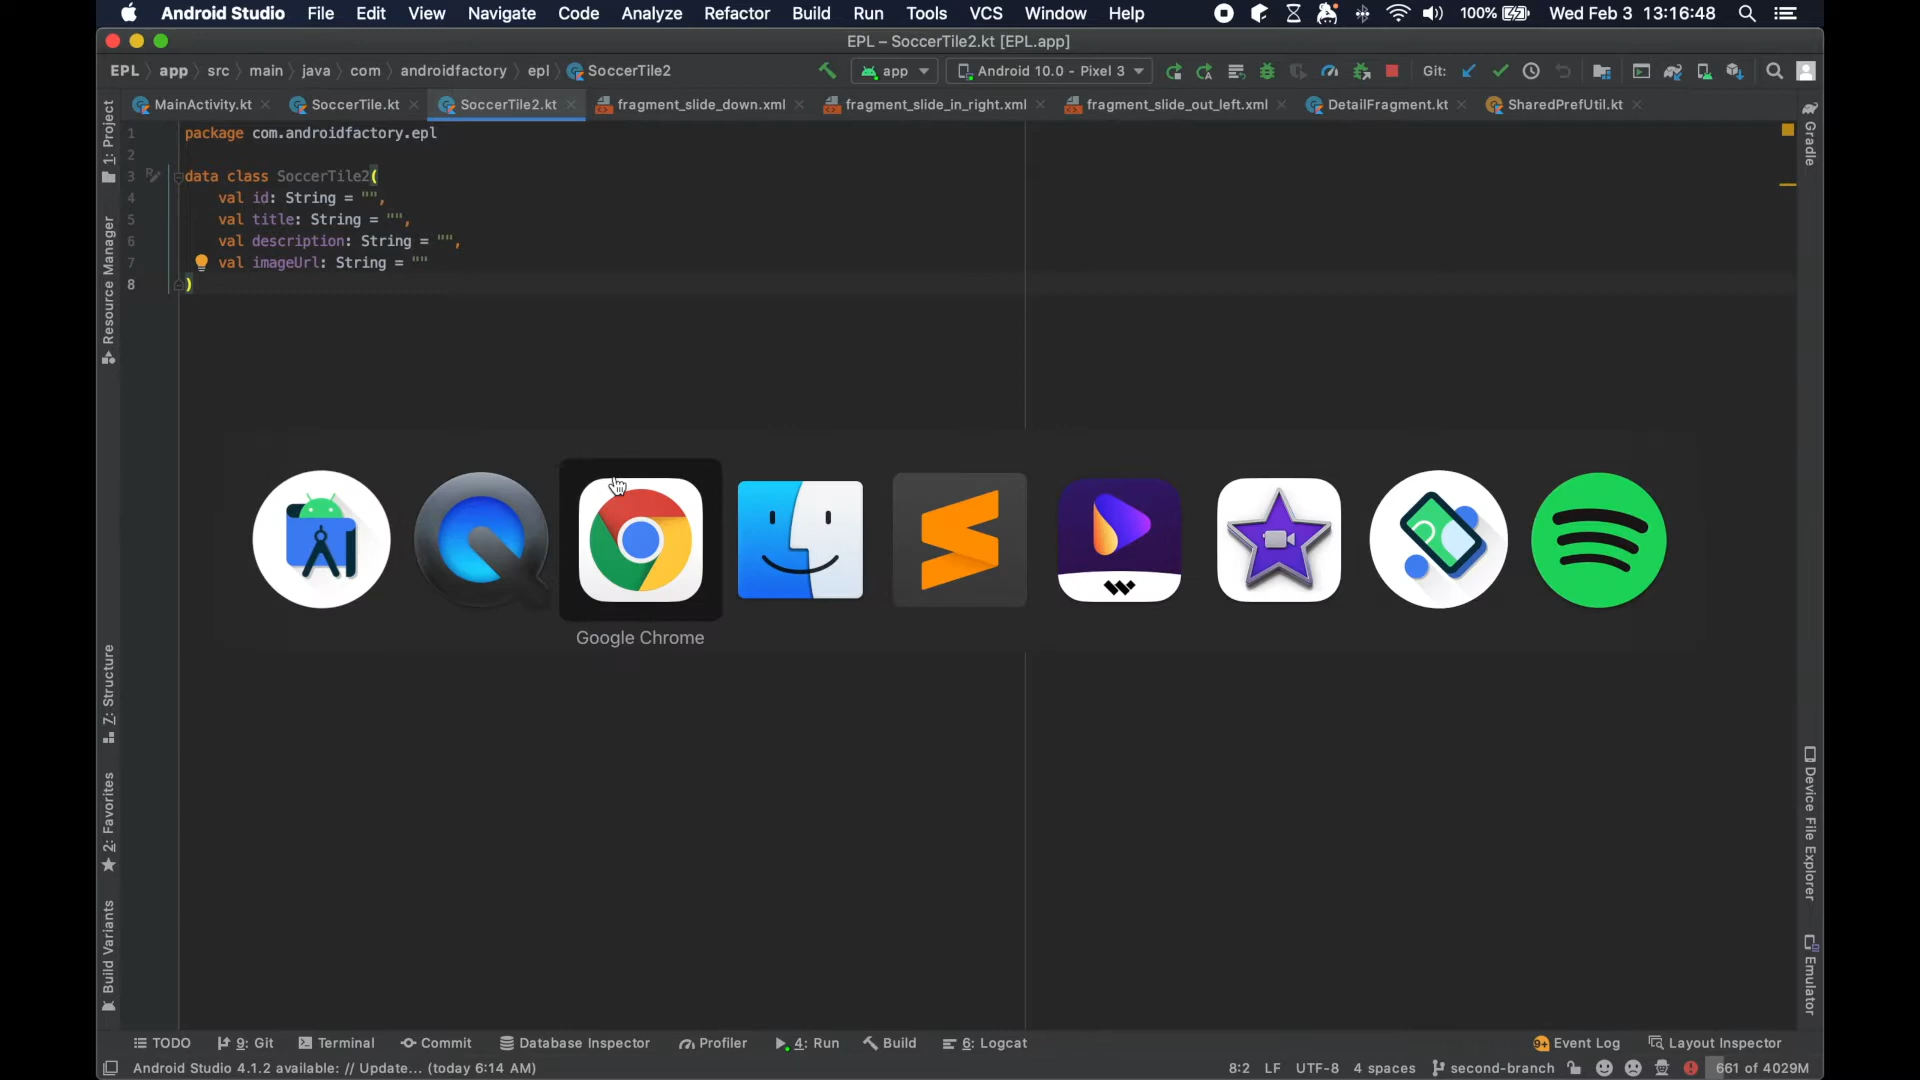 Android Studio File Edit View Navigate Code Analyze Refactor Build Run Tools VCS Window Help 100% Wed Feb 3 13:16:48
EPL – SoccerTile2.kt [EPL.app]
EPL app src main java com androidfactory epl SoccerTile2 app Android 10.0 - Pixel 3 Git:
MainActivity.kt SoccerTile.kt SoccerTile2.kt fragment_slide_down.xml fragment_slide_in_right.xml fragment_slide_out_left.xml DetailFragment.kt SharedPrefUtil.kt
1 package com.androidfactory.epl
2
3 data class SoccerTile2(
4 val id: String = "",
5 val title: String = "",
6 val description: String = "",
7 val imageUrl: String = ""
8 )
1: Project
Resource Manager
Z: Structure
2: Favorites
Build Variants
Google Chrome
Gradle
Device File Explorer
Emulator
TODO 9: Git Terminal Commit Database Inspector Profiler 4: Run Build 6: Logcat 9+ Event Log Layout Inspector
Android Studio 4.1.2 available: // Update... (today 6:14 AM) 8:2 LF UTF-8 4 spaces second-branch 661 of 4029M